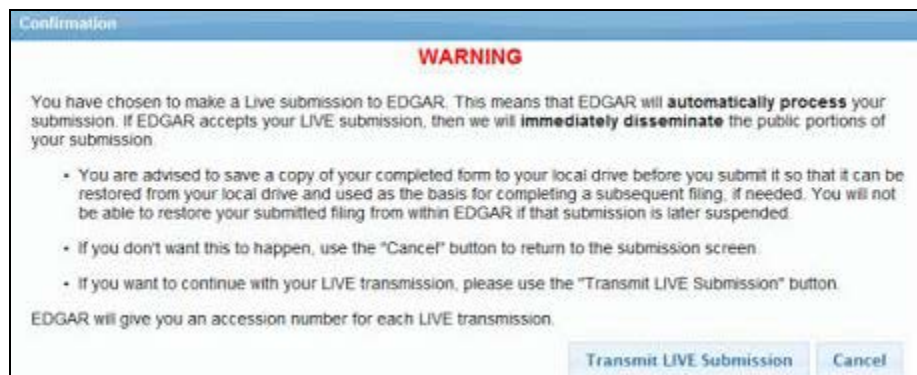 Confirmation
WARNING
You have chosen to make a Live submission to EDGAR. This means that EDGAR will automatically process your
submission. If EDGAR accepts your LIVE submission, then we will immediately disseminate the public portions of
your submission.
• You are advised to save a copy of your completed form to your local drive before you submit it so that it can be
restored from your local drive and used as the basis for completing a subsequent filing, if needed. You will not
be able to restore your submitted filing from within EDGAR if that submission is later suspended.
• If you don't want this to happen, use the "Cancel" button to return to the submission screen.
• If you want to continue with your LIVE transmission, please use the "Transmit LIVE Submission" button.
EDGAR will give you an accession number for each LIVE transmission.
Transmit LIVE Submission Cancel